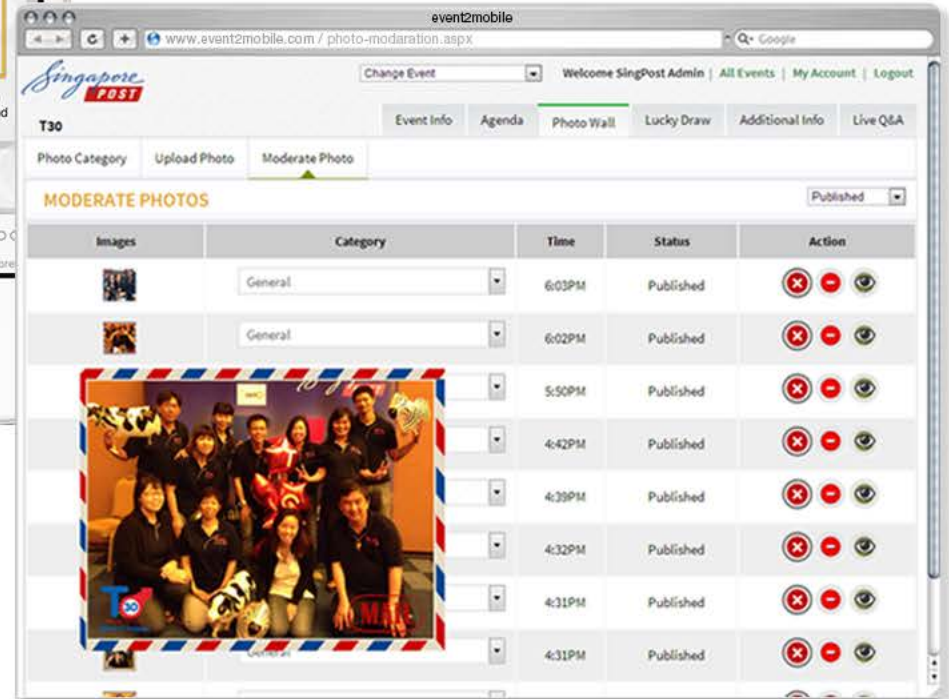 event2mobile
www.event2mobile.com / photo-modaration.aspx
Google
Singapore
POST
Change Event
Welcome SingPost Admin | All Events | My Account | Logout
T30
Event Info Agenda Photo Wall Lucky Draw Additional Info Live Q&A
Photo Category Upload Photo Moderate Photo
MODERATE PHOTOS
Published
Images Category Time Status Action
General 6:03PM Published
General 6:02PM Published
5:50PM Published
4:42PM Published
4:39PM Published
4:32PM Published
4:31PM Published
30
General 4:31PM Published